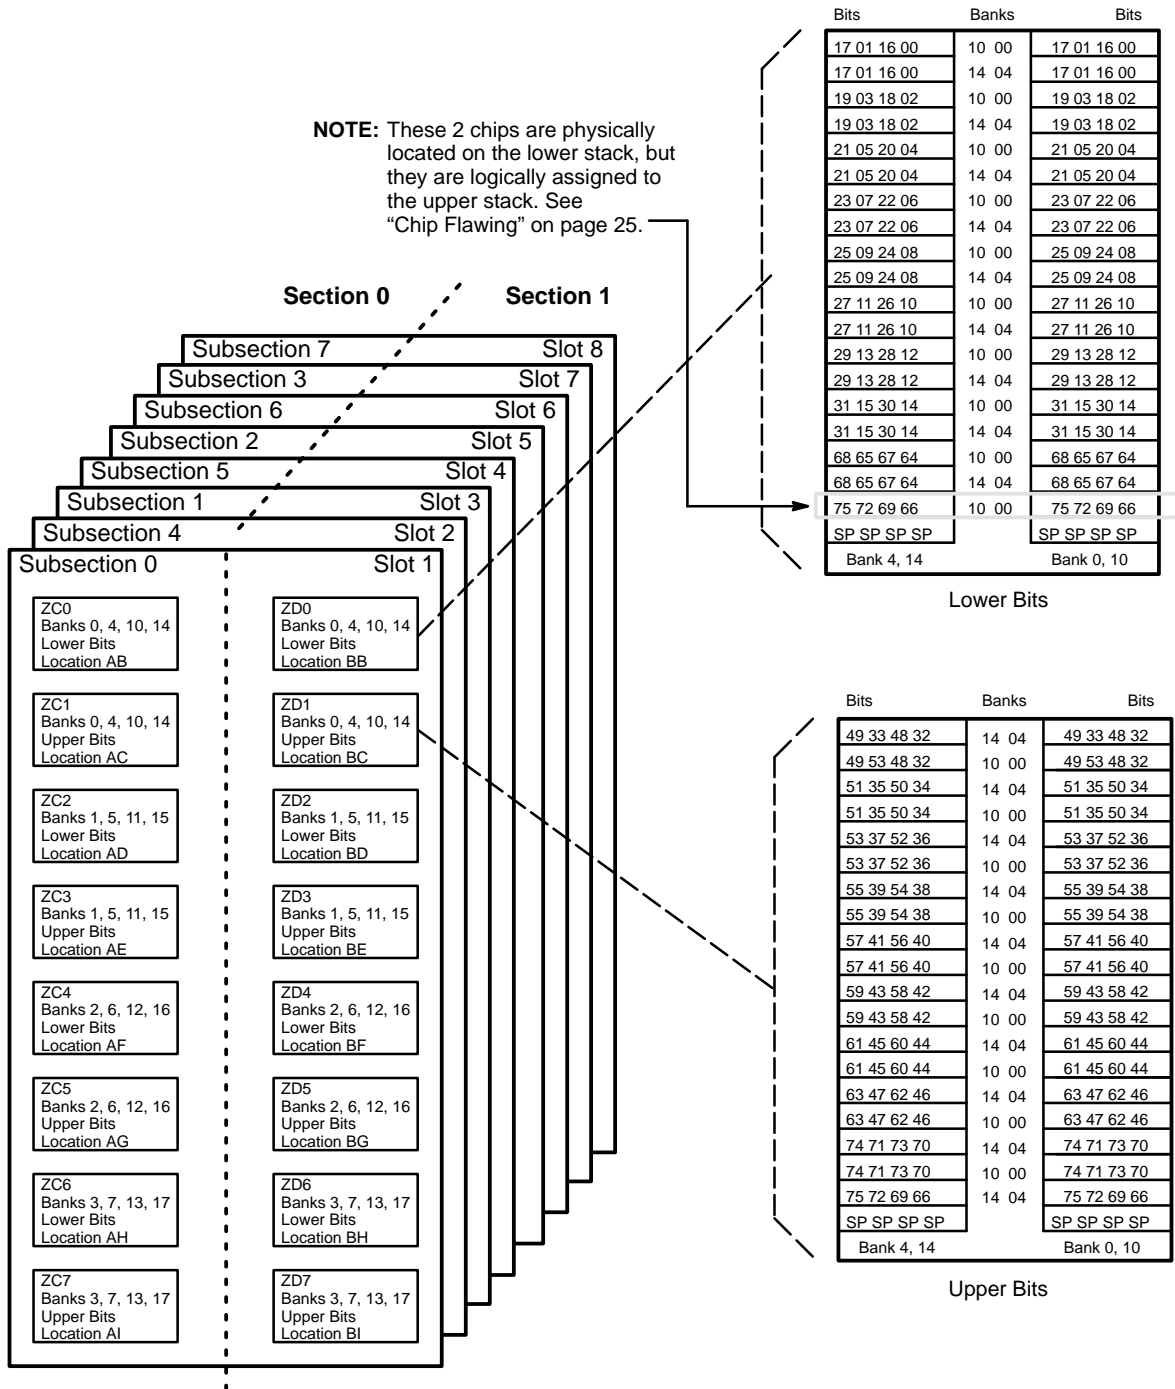 Bits Banks Bits
17 01 16 00 10 00 17 01 16 00
17 01 16 00 14 04 17 01 16 00
19 03 18 02 10 00 19 03 18 02
19 03 18 02 14 04 19 03 18 02
21 05 20 04 10 00 21 05 20 04
21 05 20 04 14 04 21 05 20 04
23 07 22 06 10 00 23 07 22 06
23 07 22 06 14 04 23 07 22 06
25 09 24 08 10 00 25 09 24 08
25 09 24 08 14 04 25 09 24 08
27 11 26 10 10 00 27 11 26 10
27 11 26 10 14 04 27 11 26 10
29 13 28 12 10 00 29 13 28 12
29 13 28 12 14 04 29 13 28 12
31 15 30 14 10 00 31 15 30 14
31 15 30 14 14 04 31 15 30 14
68 65 67 64 10 00 68 65 67 64
68 65 67 64 14 04 68 65 67 64
75 72 69 66 10 00 75 72 69 66
SP SP SP SP SP SP SP SP
Bank 4, 14 Bank 0, 10
Lower Bits
NOTE: These 2 chips are physically
located on the lower stack, but
they are logically assigned to
the upper stack. See
“Chip Flawing” on page 25.
Section 0 Section 1
Subsection 7 Slot 8
Subsection 3 Slot 7
Subsection 6 Slot 6
Subsection 2 Slot 5
Subsection 5 Slot 4
Subsection 1 Slot 3
Subsection 4 Slot 2
Subsection 0 Slot 1
ZC0
Banks 0, 4, 10, 14
Lower Bits
Location AB
ZD0
Banks 0, 4, 10, 14
Lower Bits
Location BB
ZC1
Banks 0, 4, 10, 14
Upper Bits
Location AC
ZD1
Banks 0, 4, 10, 14
Upper Bits
Location BC
ZC2
Banks 1, 5, 11, 15
Lower Bits
Location AD
ZD2
Banks 1, 5, 11, 15
Lower Bits
Location BD
ZC3
Banks 1, 5, 11, 15
Upper Bits
Location AE
ZD3
Banks 1, 5, 11, 15
Upper Bits
Location BE
ZC4
Banks 2, 6, 12, 16
Lower Bits
Location AF
ZD4
Banks 2, 6, 12, 16
Lower Bits
Location BF
ZC5
Banks 2, 6, 12, 16
Upper Bits
Location AG
ZD5
Banks 2, 6, 12, 16
Upper Bits
Location BG
ZC6
Banks 3, 7, 13, 17
Lower Bits
Location AH
ZD6
Banks 3, 7, 13, 17
Lower Bits
Location BH
ZC7
Banks 3, 7, 13, 17
Upper Bits
Location AI
ZD7
Banks 3, 7, 13, 17
Upper Bits
Location BI
Bits Banks Bits
49 33 48 32 14 04 49 33 48 32
49 53 48 32 10 00 49 53 48 32
51 35 50 34 14 04 51 35 50 34
51 35 50 34 10 00 51 35 50 34
53 37 52 36 14 04 53 37 52 36
53 37 52 36 10 00 53 37 52 36
55 39 54 38 14 04 55 39 54 38
55 39 54 38 10 00 55 39 54 38
57 41 56 40 14 04 57 41 56 40
57 41 56 40 10 00 57 41 56 40
59 43 58 42 14 04 59 43 58 42
59 43 58 42 10 00 59 43 58 42
61 45 60 44 14 04 61 45 60 44
61 45 60 44 10 00 61 45 60 44
63 47 62 46 14 04 63 47 62 46
63 47 62 46 10 00 63 47 62 46
74 71 73 70 14 04 74 71 73 70
74 71 73 70 10 00 74 71 73 70
75 72 69 66 14 04 75 72 69 66
SP SP SP SP SP SP SP SP
Bank 4, 14 Bank 0, 10
Upper Bits